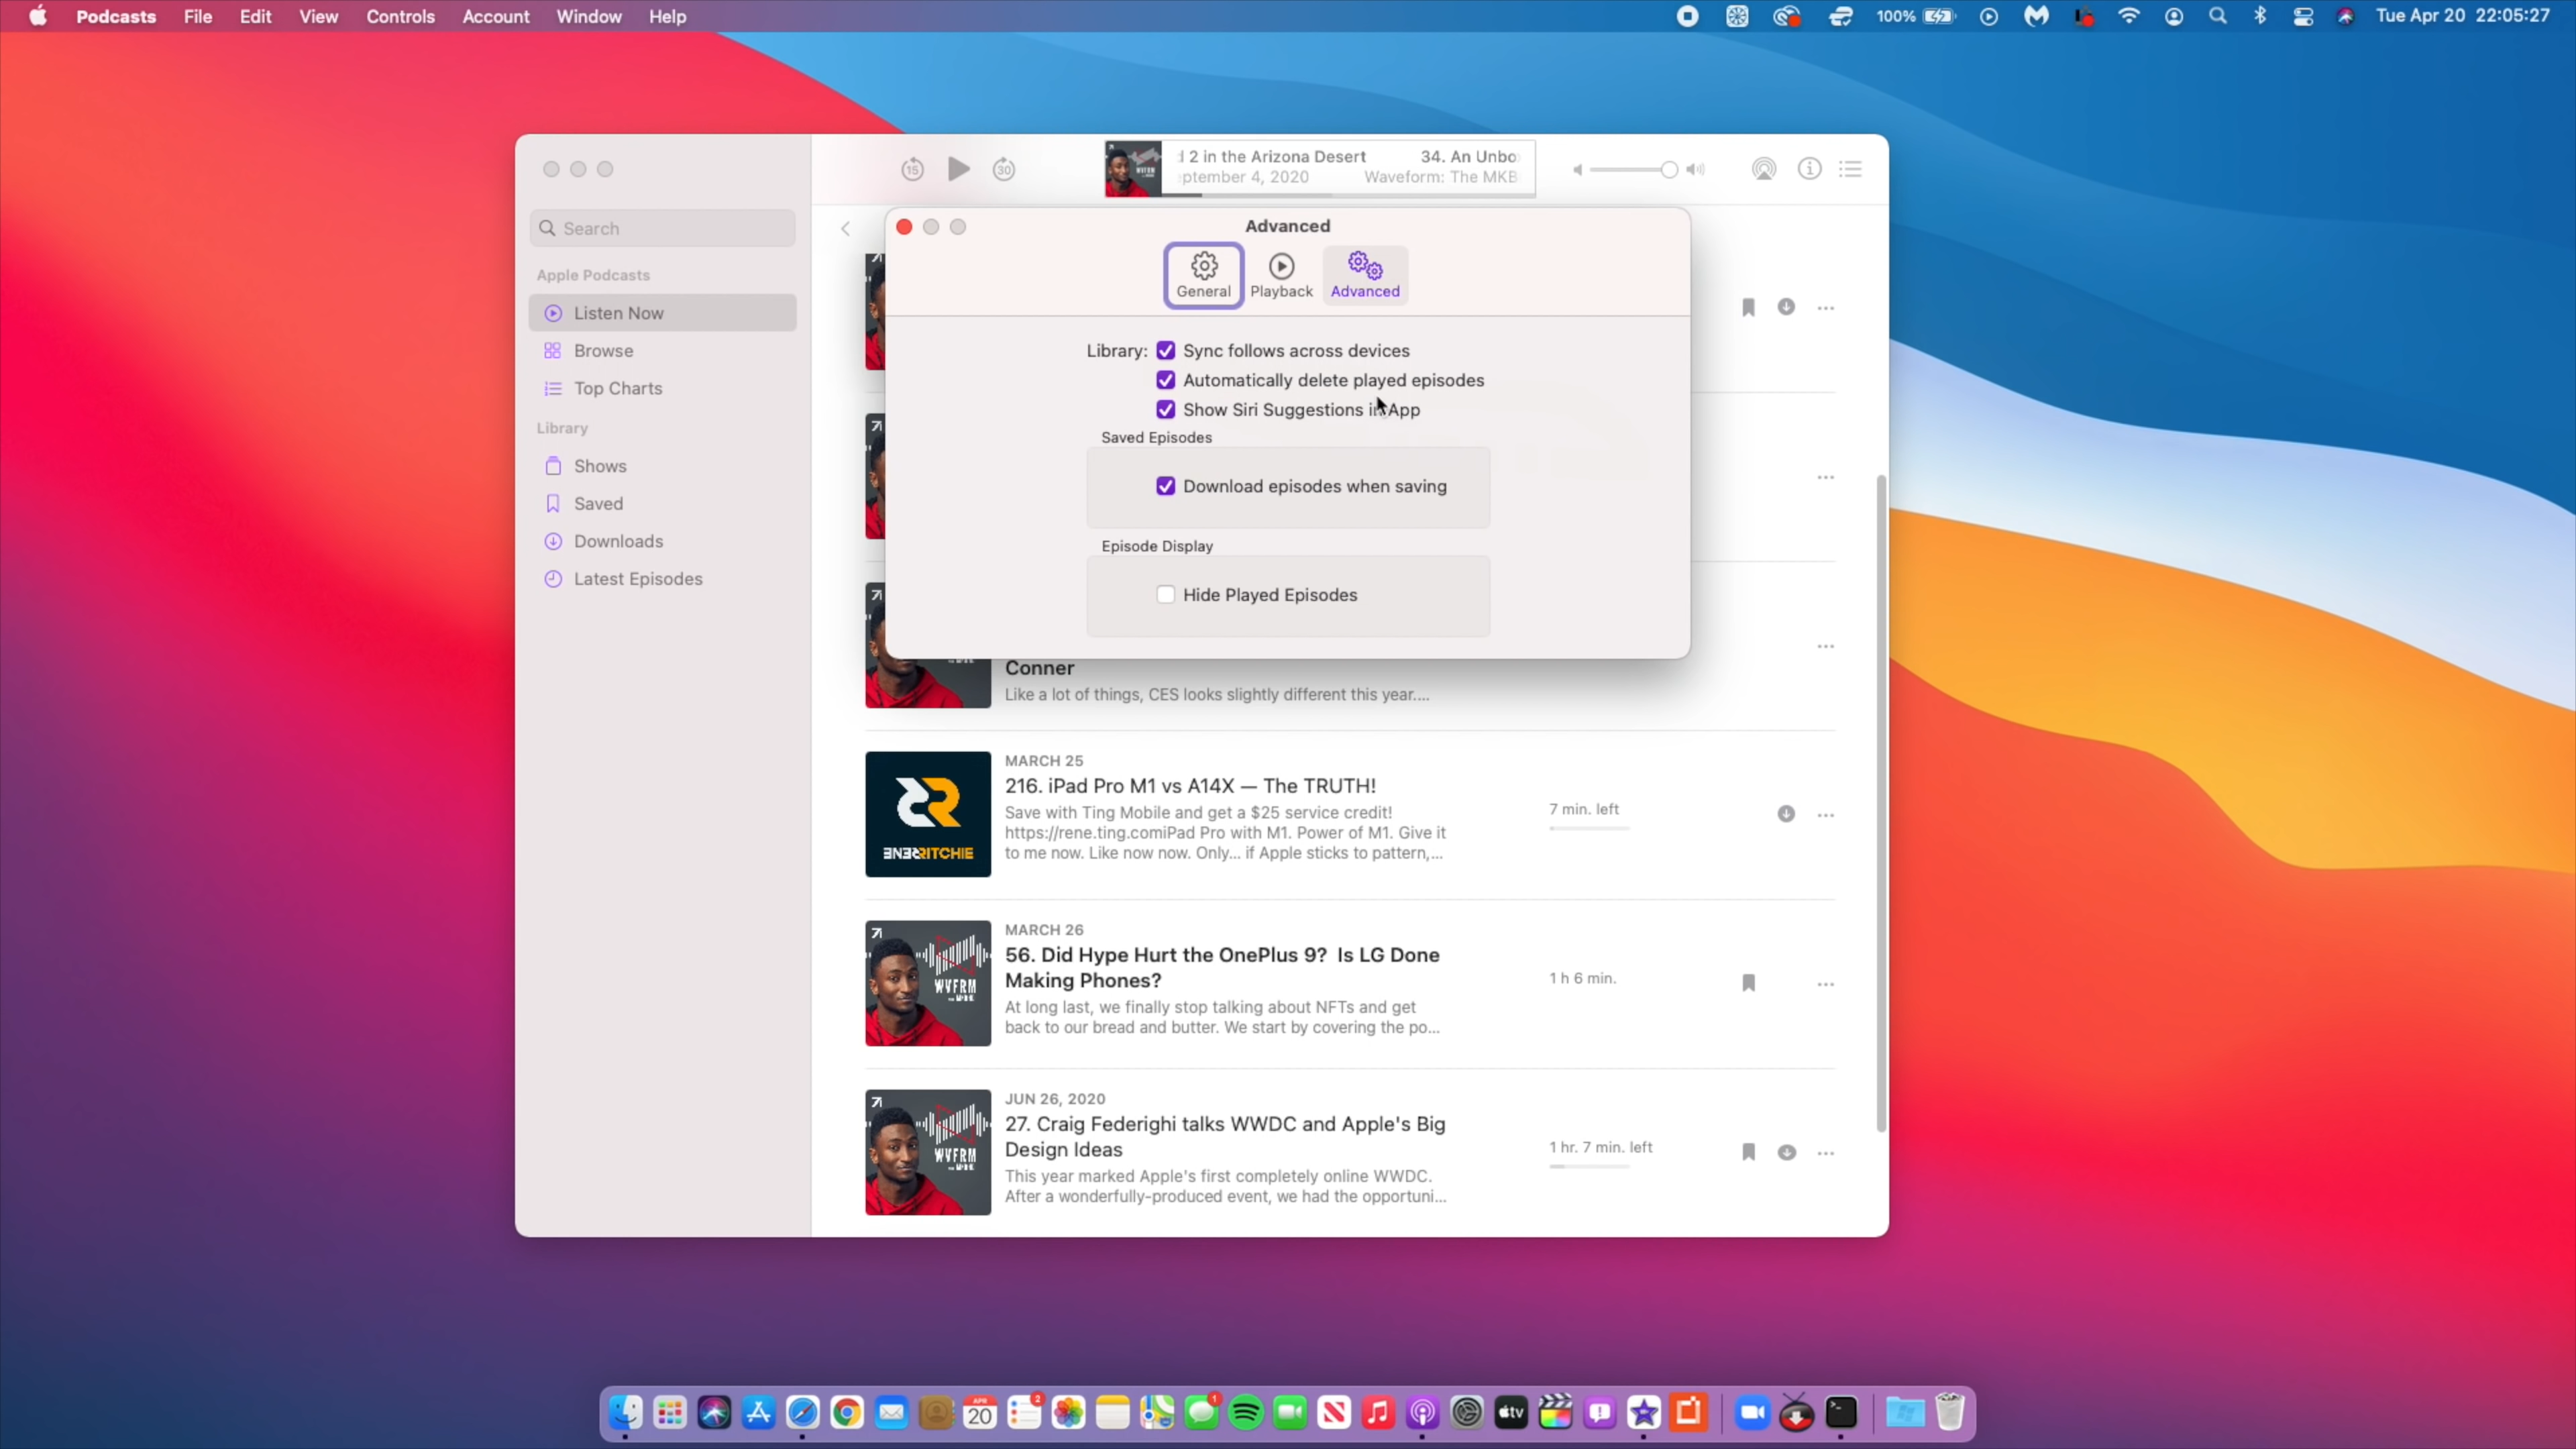 Podcasts File Edit View Controls Account Window Help
100%
Tue Apr 20 22:05:27
15
30
d 2 in the Arizona Desert 34. An Unbo
ptember 4, 2020 Waveform: The MKB
Search
Apple Podcasts
Listen Now
Browse
Top Charts
Library
Shows
Saved
Downloads
Latest Episodes
Advanced
General Playback Advanced
Library: Sync follows across devices
Automatically delete played episodes
Show Siri Suggestions in App
Saved Episodes
Download episodes when saving
Episode Display
Hide Played Episodes
Conner
Like a lot of things, CES looks slightly different this year....
MARCH 25
216. iPad Pro M1 vs A14X — The TRUTH!
Save with Ting Mobile and get a $25 service credit!
https://rene.ting.comiPad Pro with M1. Power of M1. Give it
to me now. Like now now. Only... if Apple sticks to pattern,...
7 min. left
RENERITCHIE
MARCH 26
56. Did Hype Hurt the OnePlus 9? Is LG Done
Making Phones?
At long last, we finally stop talking about NFTs and get
back to our bread and butter. We start by covering the po...
1 h 6 min.
WVFRM
JUN 26, 2020
27. Craig Federighi talks WWDC and Apple's Big
Design Ideas
This year marked Apple's first completely online WWDC.
After a wonderfully-produced event, we had the opportuni...
1 hr. 7 min. left
WVFRM
APR
20
2
1
tv